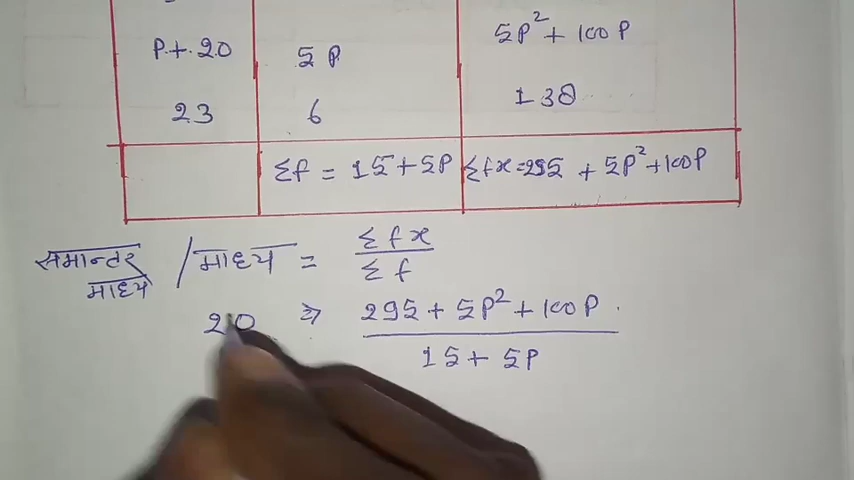 P+20 5P 5P² + 100P
23 6 138
Σf = 15+5P Σfx=295 + 5P²+100P
समान्तर माध्य / माध्य = Σfx / Σf
20 ⇒ 295 + 5P² + 100P / 15 + 5P